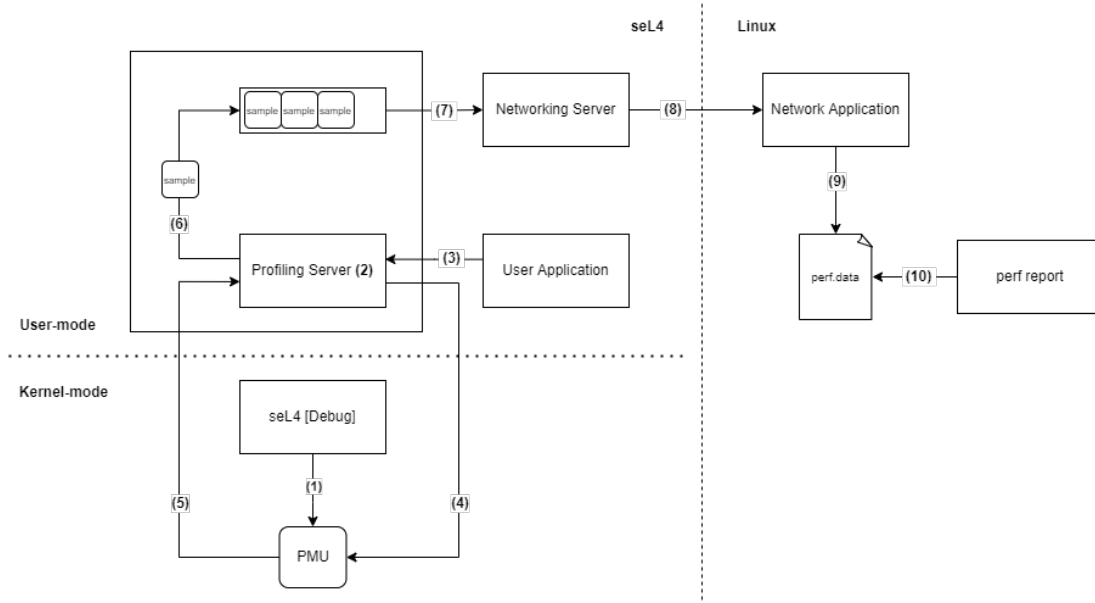 seL4
Linux
sample
sample
sample
(7)
Networking Server
(8)
Network Application
sample
(9)
(6)
Profiling Server (2)
(3)
User Application
perf.data
(10)
perf report
User-mode
Kernel-mode
seL4 [Debug]
(1)
(5)
(4)
PMU